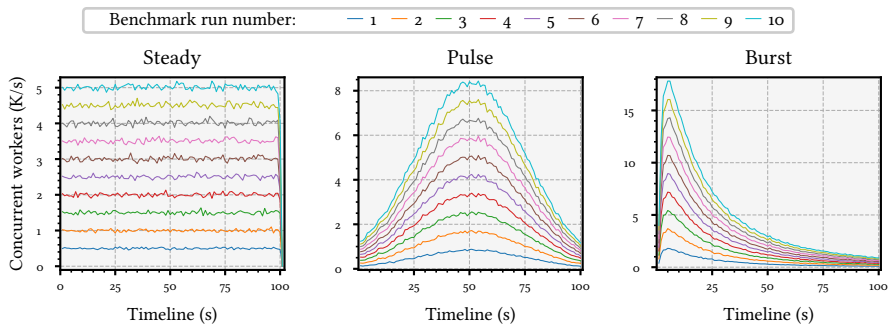 Benchmark run number: 1 2 3 4 5 6 7 8 9 10
Steady Pulse Burst
Concurrent workers (K/s)
5
4
3
2
1
0
0 25 50 75 100
Timeline (s)
8
6
4
2
0
0 25 50 75 100
Timeline (s)
15
10
5
0
25 50 75 100
Timeline (s)